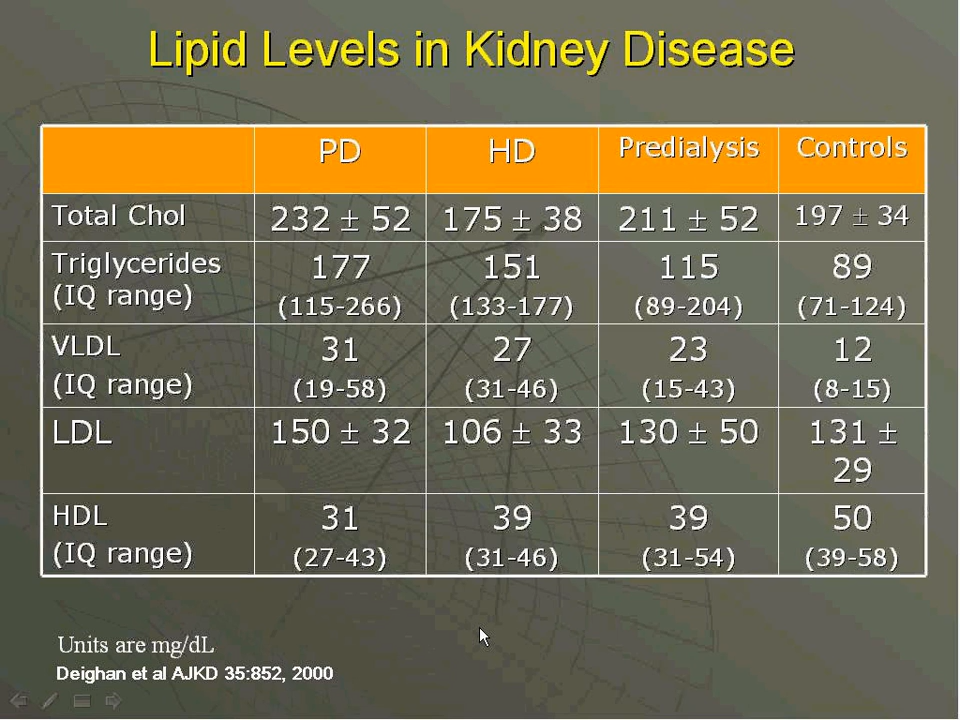 Lipid Levels in Kidney Disease
PD HD Predialysis Controls
Total Chol 232 ± 52 175 ± 38 211 ± 52 197 ± 34
Triglycerides 177 151 115 89
(IQ range) (115-266) (133-177) (89-204) (71-124)
VLDL 31 27 23 12
(IQ range) (19-58) (31-46) (15-43) (8-15)
LDL 150 ± 32 106 ± 33 130 ± 50 131 ±
29
HDL 31 39 39 50
(IQ range) (27-43) (31-46) (31-54) (39-58)
Units are mg/dL
Deighan et al AJKD 35:852, 2000